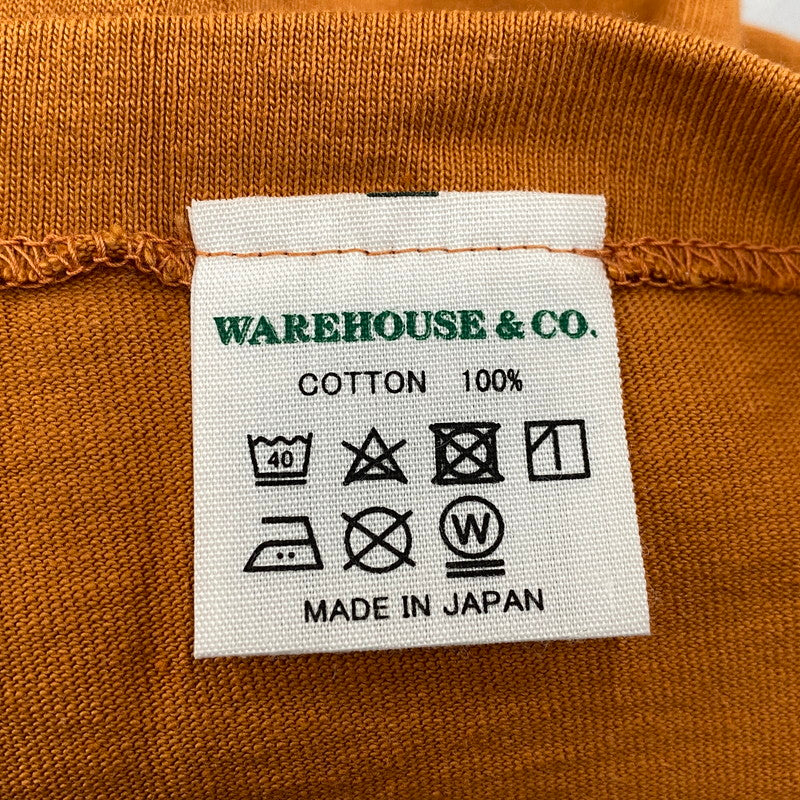 WAREHOUSE & CO.
COTTON 100%
40
W
MADE IN JAPAN